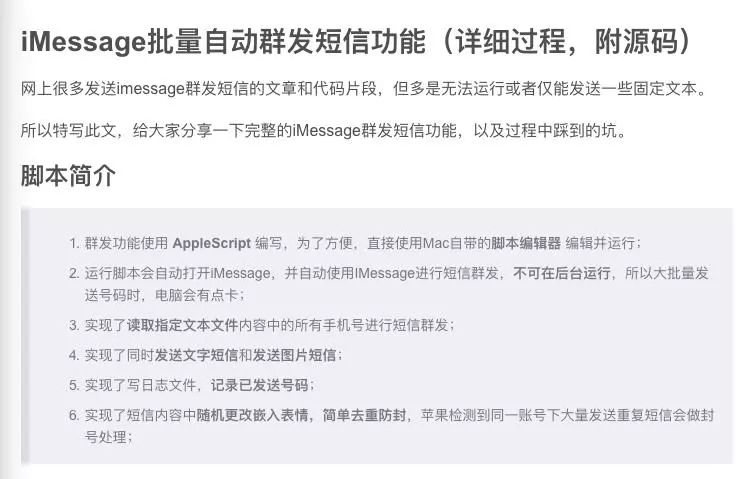 iMessage批量自动群发短信功能（详细过程，附源码）
网上很多发送imessage群发短信的文章和代码片段，但多是无法运行或者仅能发送一些固定文本。
所以特写此文，给大家分享一下完整的iMessage群发短信功能，以及过程中踩到的坑。
脚本简介
1. 群发功能使用 AppleScript 编写，为了方便，直接使用Mac自带的脚本编辑器 编辑并运行；
2. 运行脚本会自动打开iMessage，并自动使用IMessage进行短信群发，不可在后台运行，所以大批量发
送号码时，电脑会有点卡；
3. 实现了读取指定文本文件内容中的所有手机号进行短信群发；
4. 实现了同时发送文字短信和发送图片短信；
5. 实现了写日志文件，记录已发送号码；
6. 实现了短信内容中随机更改嵌入表情，简单去重防封，苹果检测到同一账号下大量发送重复短信会做封
号处理；